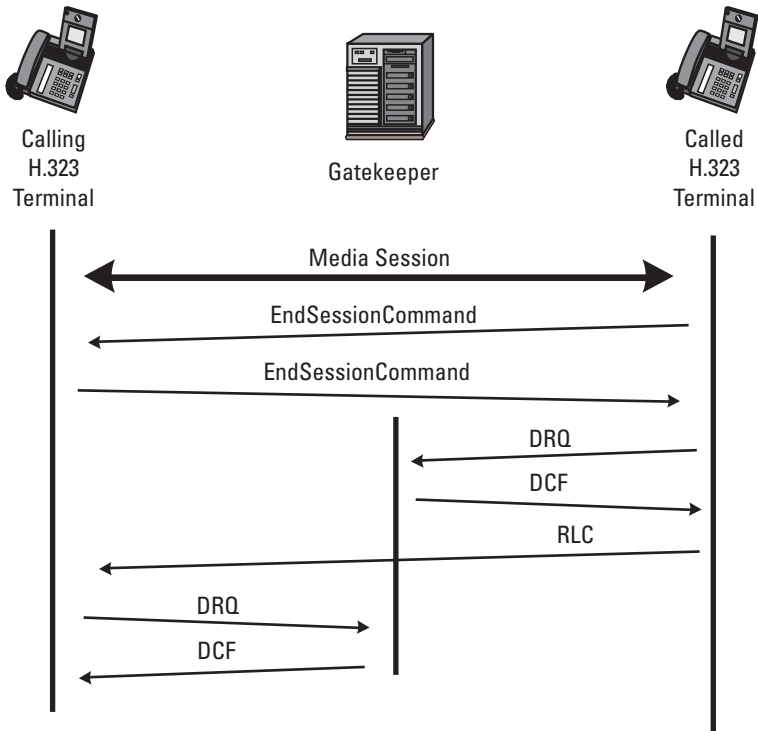 Calling
H.323
Terminal
Gatekeeper
Called
H.323
Terminal
Media Session
EndSessionCommand
EndSessionCommand
DRQ
DCF
RLC
DRQ
DCF